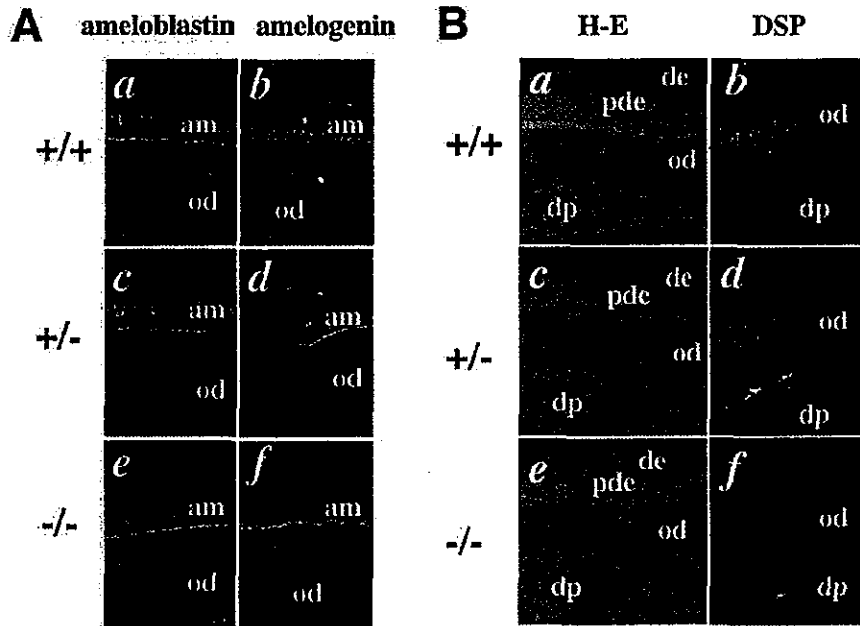 A ameloblastin amelogenin
a am od
b am od
+/+
c am od
d am od
+/-
e am od
f am od
-/-
B H-E DSP
a de pde od dp
b od dp
+/+
c de pde od dp
d od dp
+/-
e de pde od dp
f od dp
-/-